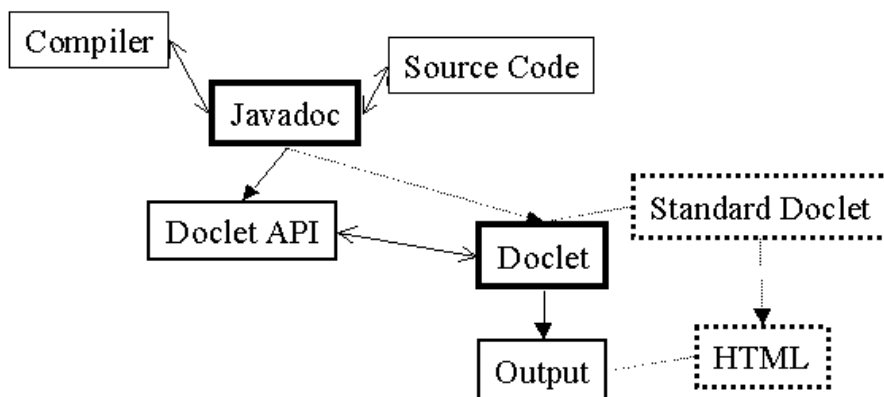 Compiler
Source Code
Javadoc
Standard Doclet
Doclet API
Doclet
HTML
Output